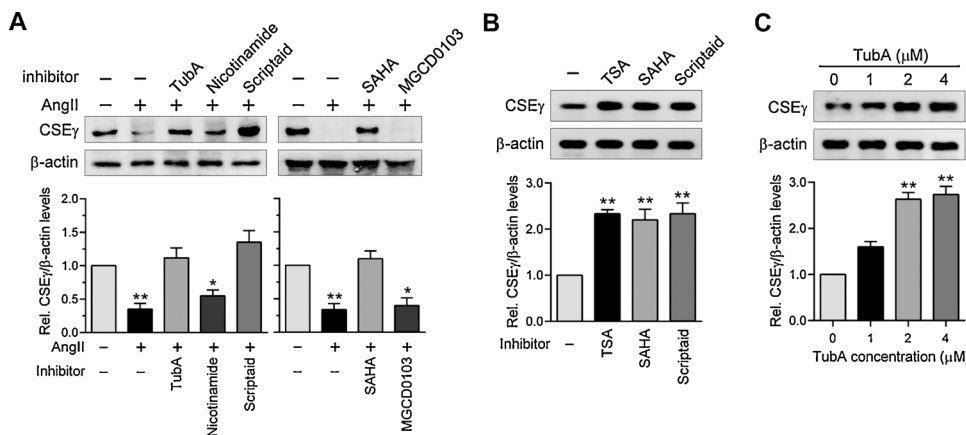 A
inhibitor – – TubA Nicotinamide Scriptaid – – SAHA MGCD0103
AngII – + + + + – + + +
CSEγ
β-actin
Rel. CSEγ/β-actin levels
2.0
1.5
1.0
0.5
0.0
** * ** *
AngII – + + + + – + + +
Inhibitor – – TubA Nicotinamide Scriptaid – – SAHA MGCD0103
B
– TSA SAHA Scriptaid
CSEγ
β-actin
Rel. CSEγ/β-actin levels
3.0
2.0
1.0
0.0
** ** **
Inhibitor – TSA SAHA Scriptaid
C
TubA (μM)
0 1 2 4
CSEγ
β-actin
Rel. CSEγ/β-actin levels
3.0
2.0
1.0
0.0
** **
0 1 2 4
TubA concentration (μM)